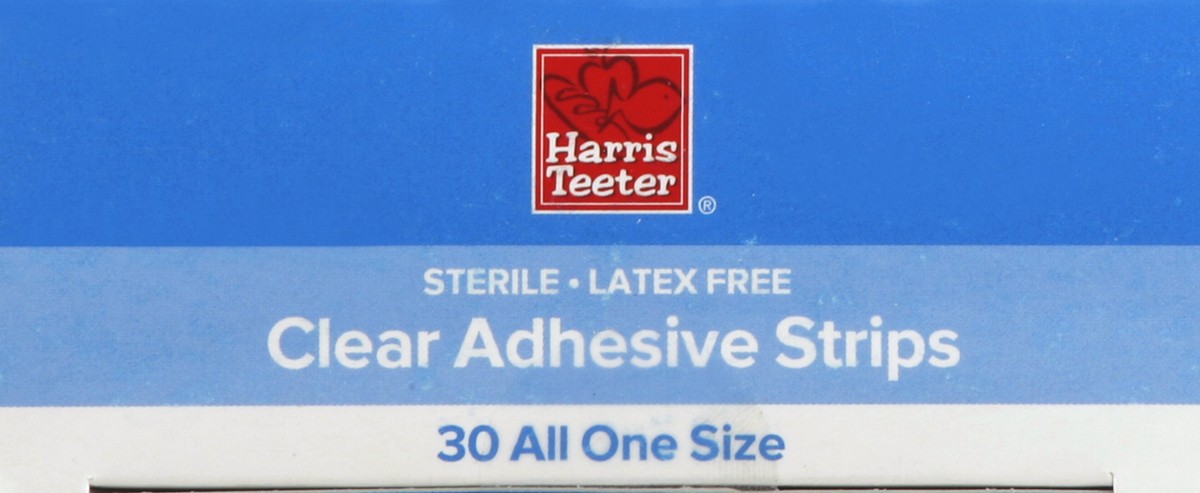 Harris
Teeter
®
STERILE • LATEX FREE
Clear Adhesive Strips
30 All One Size